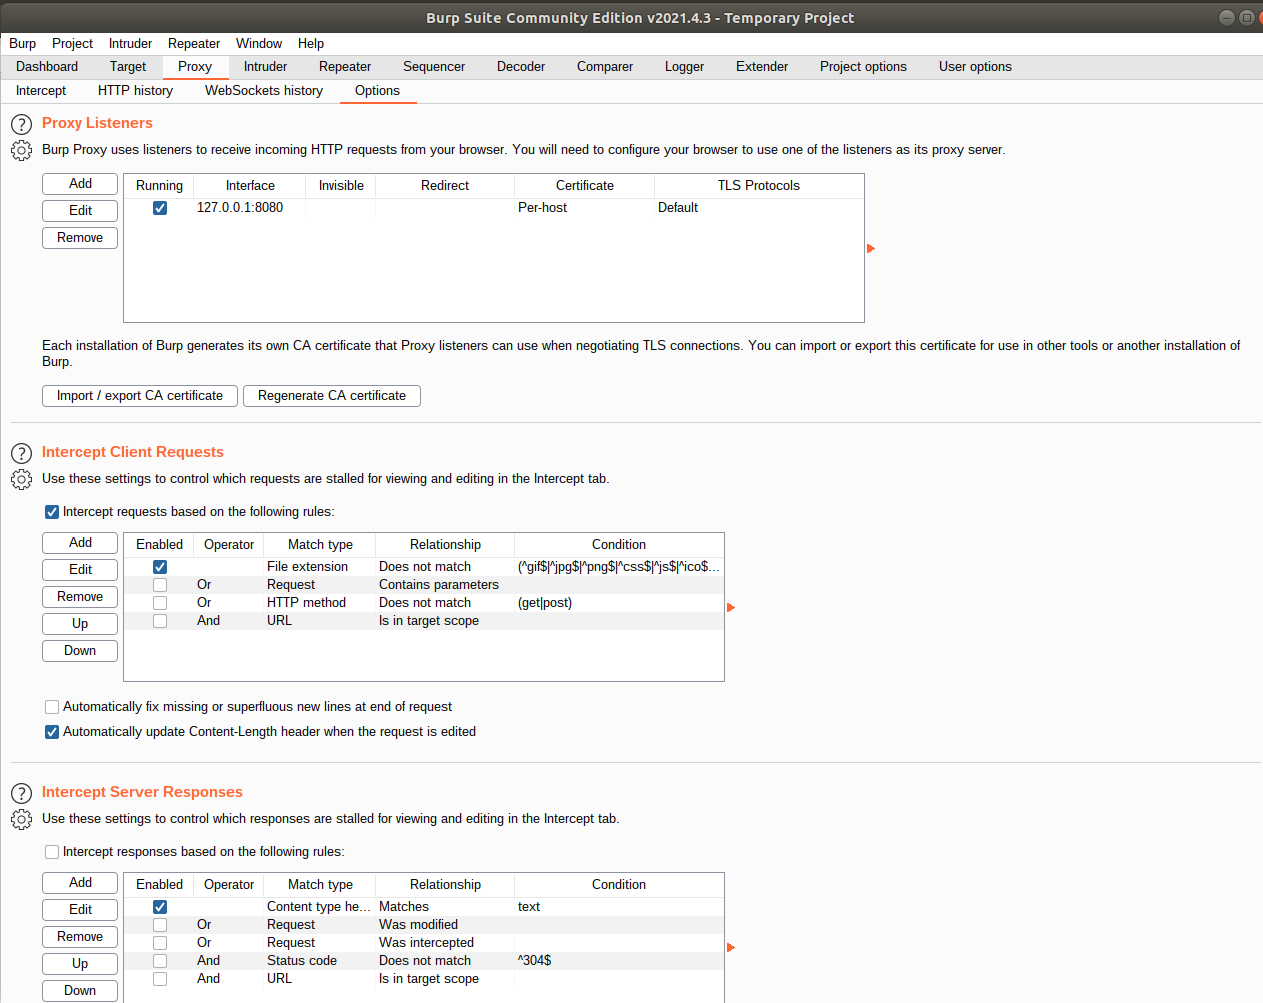 Burp Suite Community Edition v2021.4.3 - Temporary Project
Burp Project Intruder Repeater Window Help
Dashboard Target Proxy Intruder Repeater Sequencer Decoder Comparer Logger Extender Project options User options
Intercept HTTP history WebSockets history Options
? Proxy Listeners
Burp Proxy uses listeners to receive incoming HTTP requests from your browser. You will need to configure your browser to use one of the listeners as its proxy server.
Add
Edit
Remove
Running Interface Invisible Redirect Certificate TLS Protocols
127.0.0.1:8080 Per-host Default
Each installation of Burp generates its own CA certificate that Proxy listeners can use when negotiating TLS connections. You can import or export this certificate for use in other tools or another installation of
Burp.
Import / export CA certificate Regenerate CA certificate
? Intercept Client Requests
Use these settings to control which requests are stalled for viewing and editing in the Intercept tab.
Intercept requests based on the following rules:
Add
Edit
Remove
Up
Down
Enabled Operator Match type Relationship Condition
File extension Does not match (^gif$|^jpg$|^png$|^css$|^js$|^ico$...
Or Request Contains parameters
Or HTTP method Does not match (get|post)
And URL Is in target scope
Automatically fix missing or superfluous new lines at end of request
Automatically update Content-Length header when the request is edited
? Intercept Server Responses
Use these settings to control which responses are stalled for viewing and editing in the Intercept tab.
Intercept responses based on the following rules:
Add
Edit
Remove
Up
Down
Enabled Operator Match type Relationship Condition
Content type he... Matches text
Or Request Was modified
Or Request Was intercepted
And Status code Does not match ^304$
And URL Is in target scope